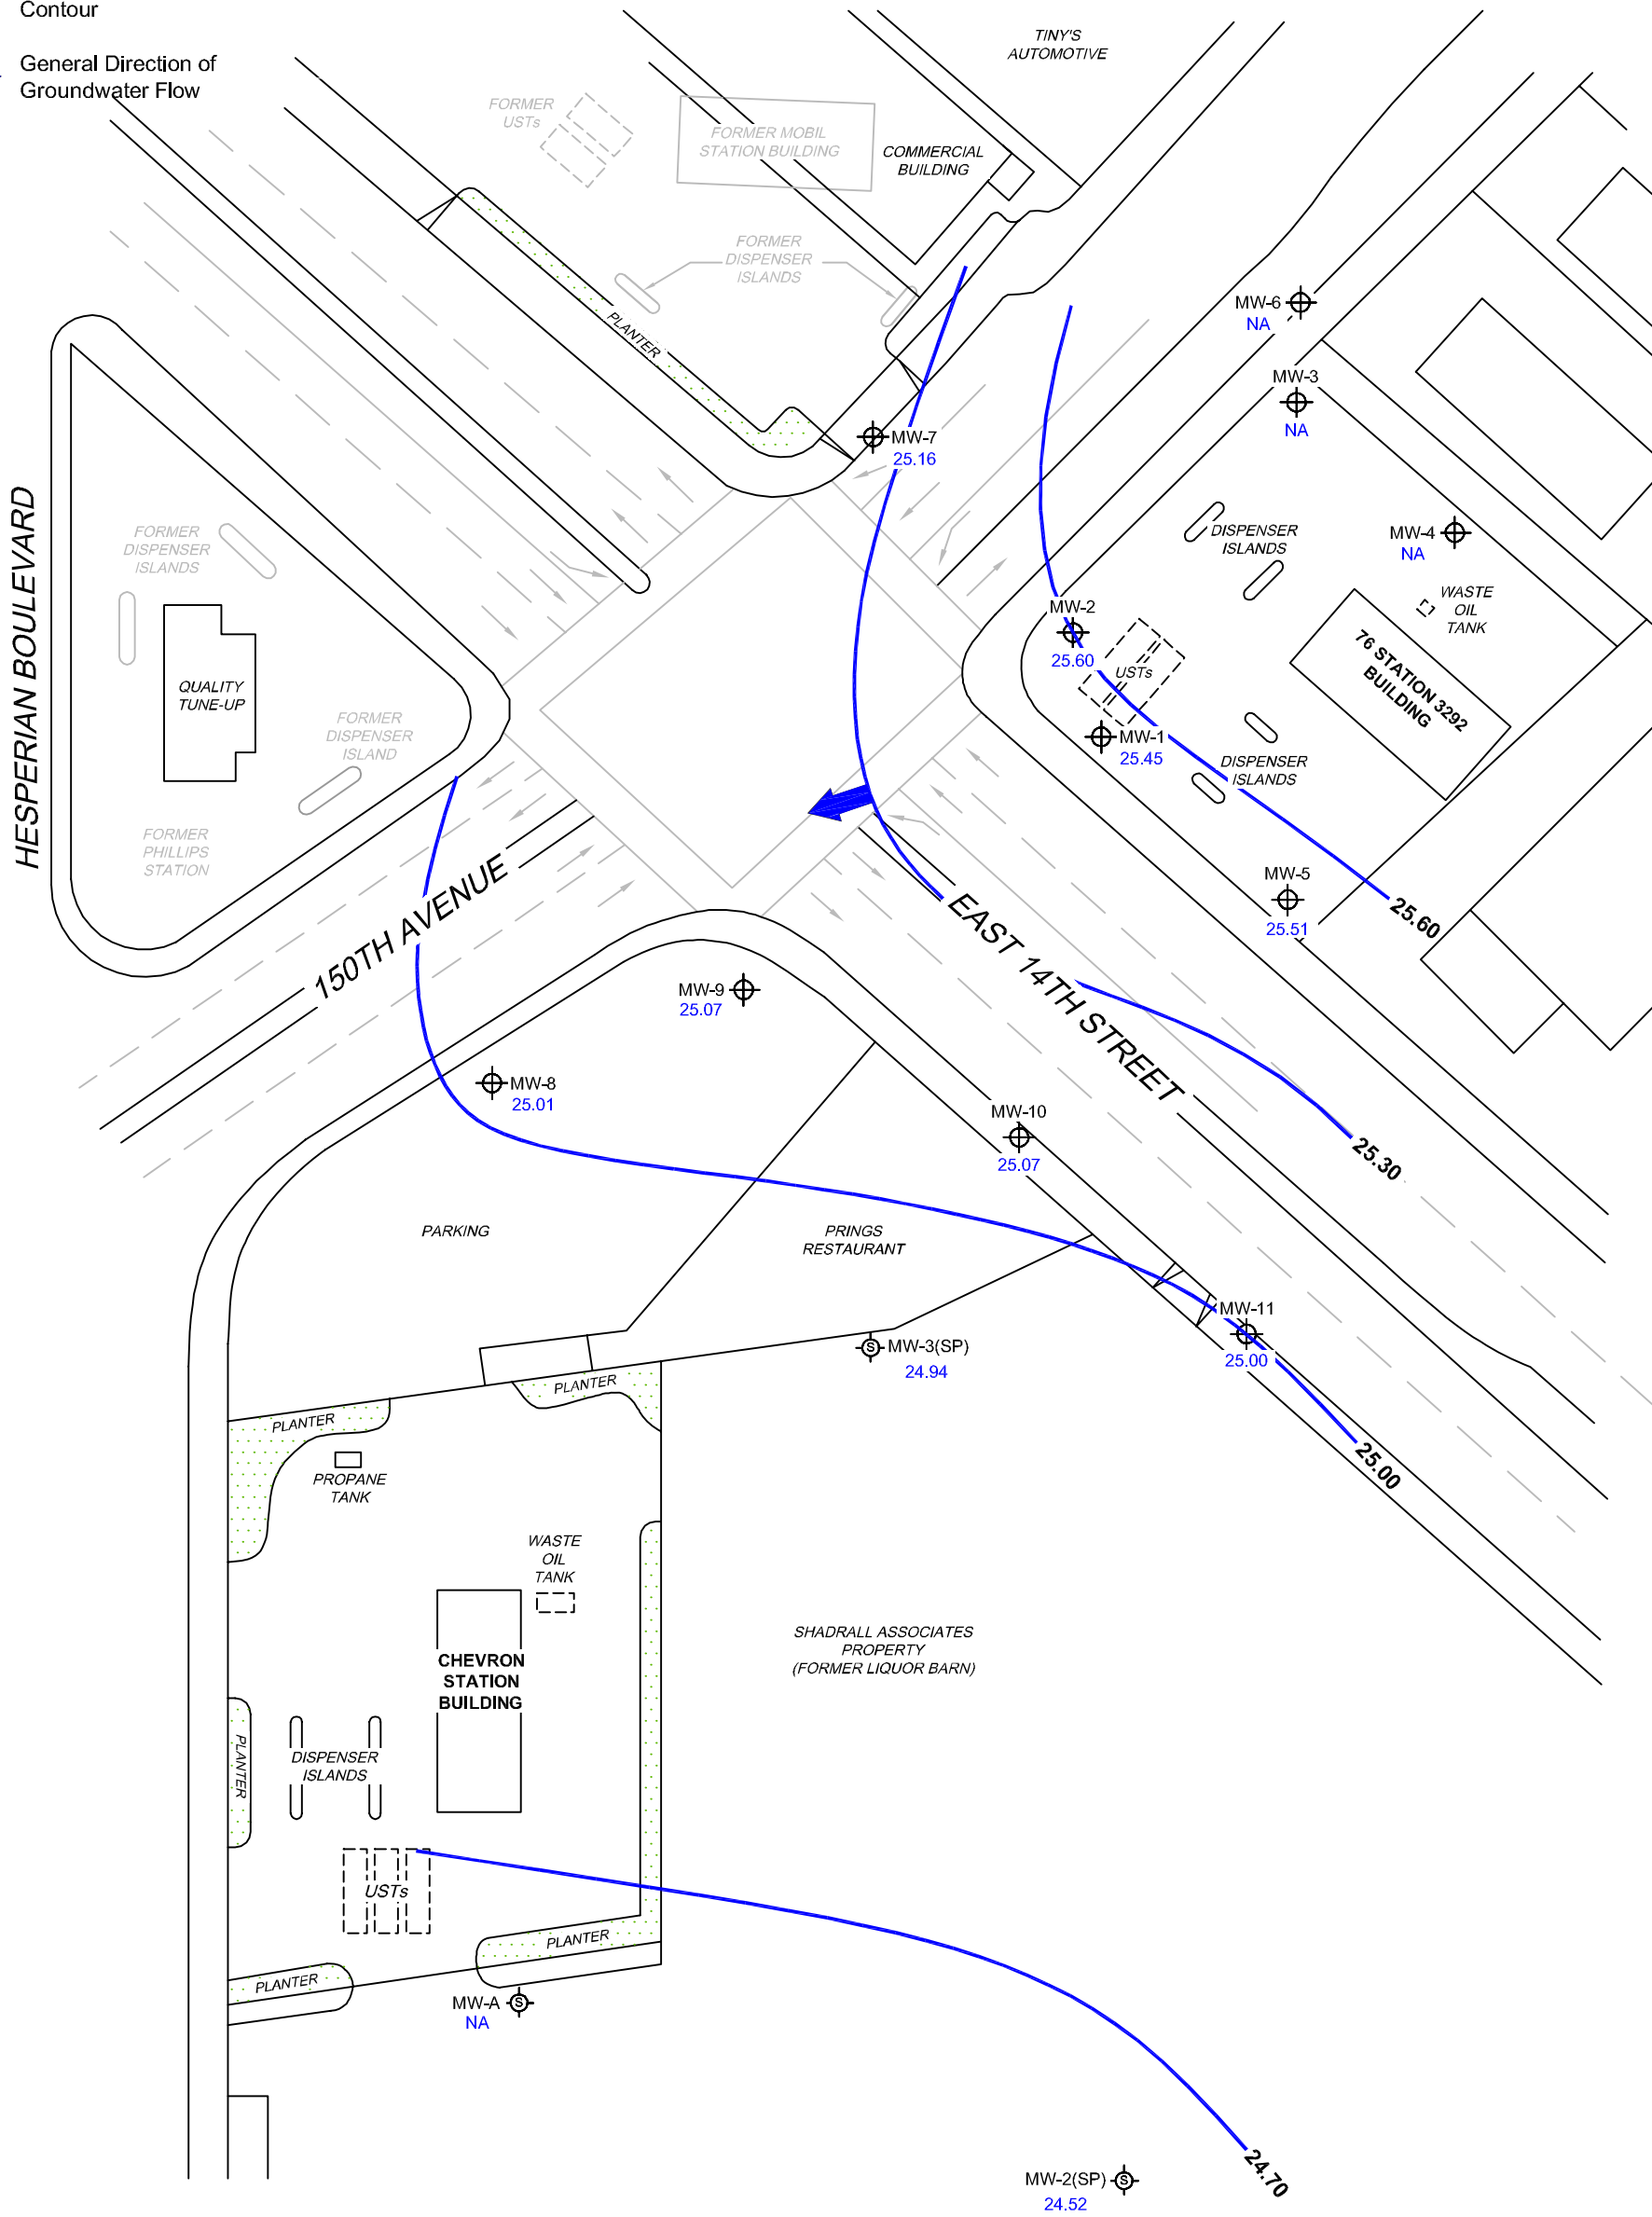 Contour
General Direction of
Groundwater Flow
TINY'S
AUTOMOTIVE
FORMER
USTs
FORMER MOBIL
STATION BUILDING
COMMERCIAL
BUILDING
FORMER
DISPENSER
ISLANDS
PLANTER
MW-6
NA
MW-3
NA
MW-7
25.16
HESPERIAN BOULEVARD
FORMER
DISPENSER
ISLANDS
DISPENSER
ISLANDS
MW-4
NA
WASTE
OIL
TANK
MW-2
25.60
USTs
76 STATION 3292
BUILDING
QUALITY
TUNE-UP
FORMER
DISPENSER
ISLAND
MW-1
25.45
DISPENSER
ISLANDS
FORMER
PHILLIPS
STATION
150TH AVENUE
EAST 14TH STREET
MW-5
25.51
25.60
MW-9
25.07
MW-8
25.01
MW-10
25.07
25.30
PARKING
PRINGS
RESTAURANT
MW-11
25.00
S
MW-3(SP)
24.94
PLANTER
PLANTER
25.00
PROPANE
TANK
WASTE
OIL
TANK
SHADRALL ASSOCIATES
PROPERTY
(FORMER LIQUOR BARN)
CHEVRON
STATION
BUILDING
PLANTER
DISPENSER
ISLANDS
USTs
PLANTER
PLANTER
MW-A
S
NA
24.70
MW-2(SP)
S
24.52